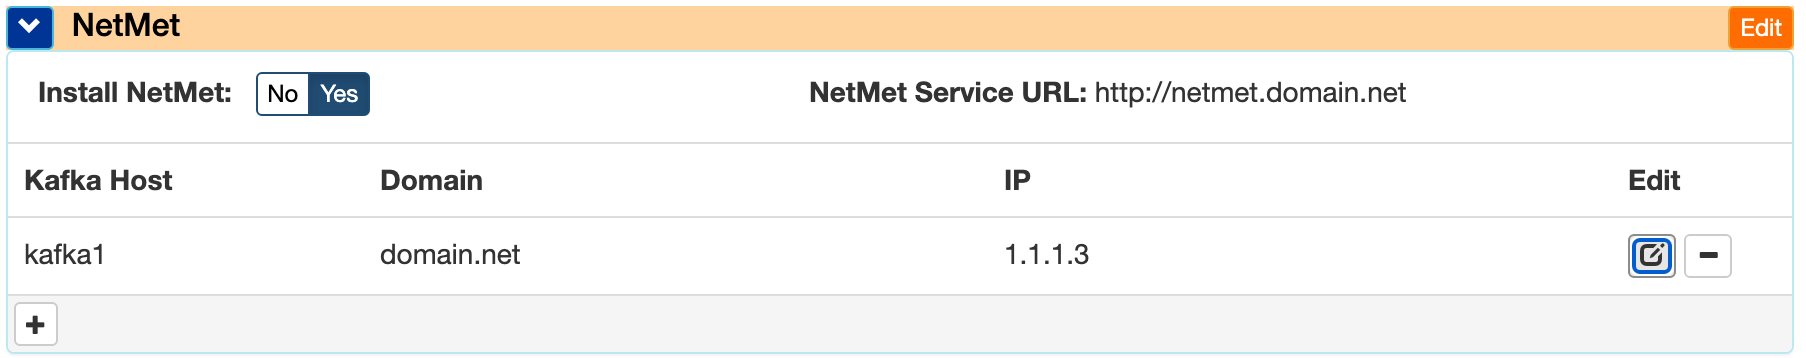 NetMet Edit
Install NetMet: No Yes NetMet Service URL: http://netmet.domain.net
Kafka Host Domain IP Edit
kafka1 domain.net 1.1.1.3